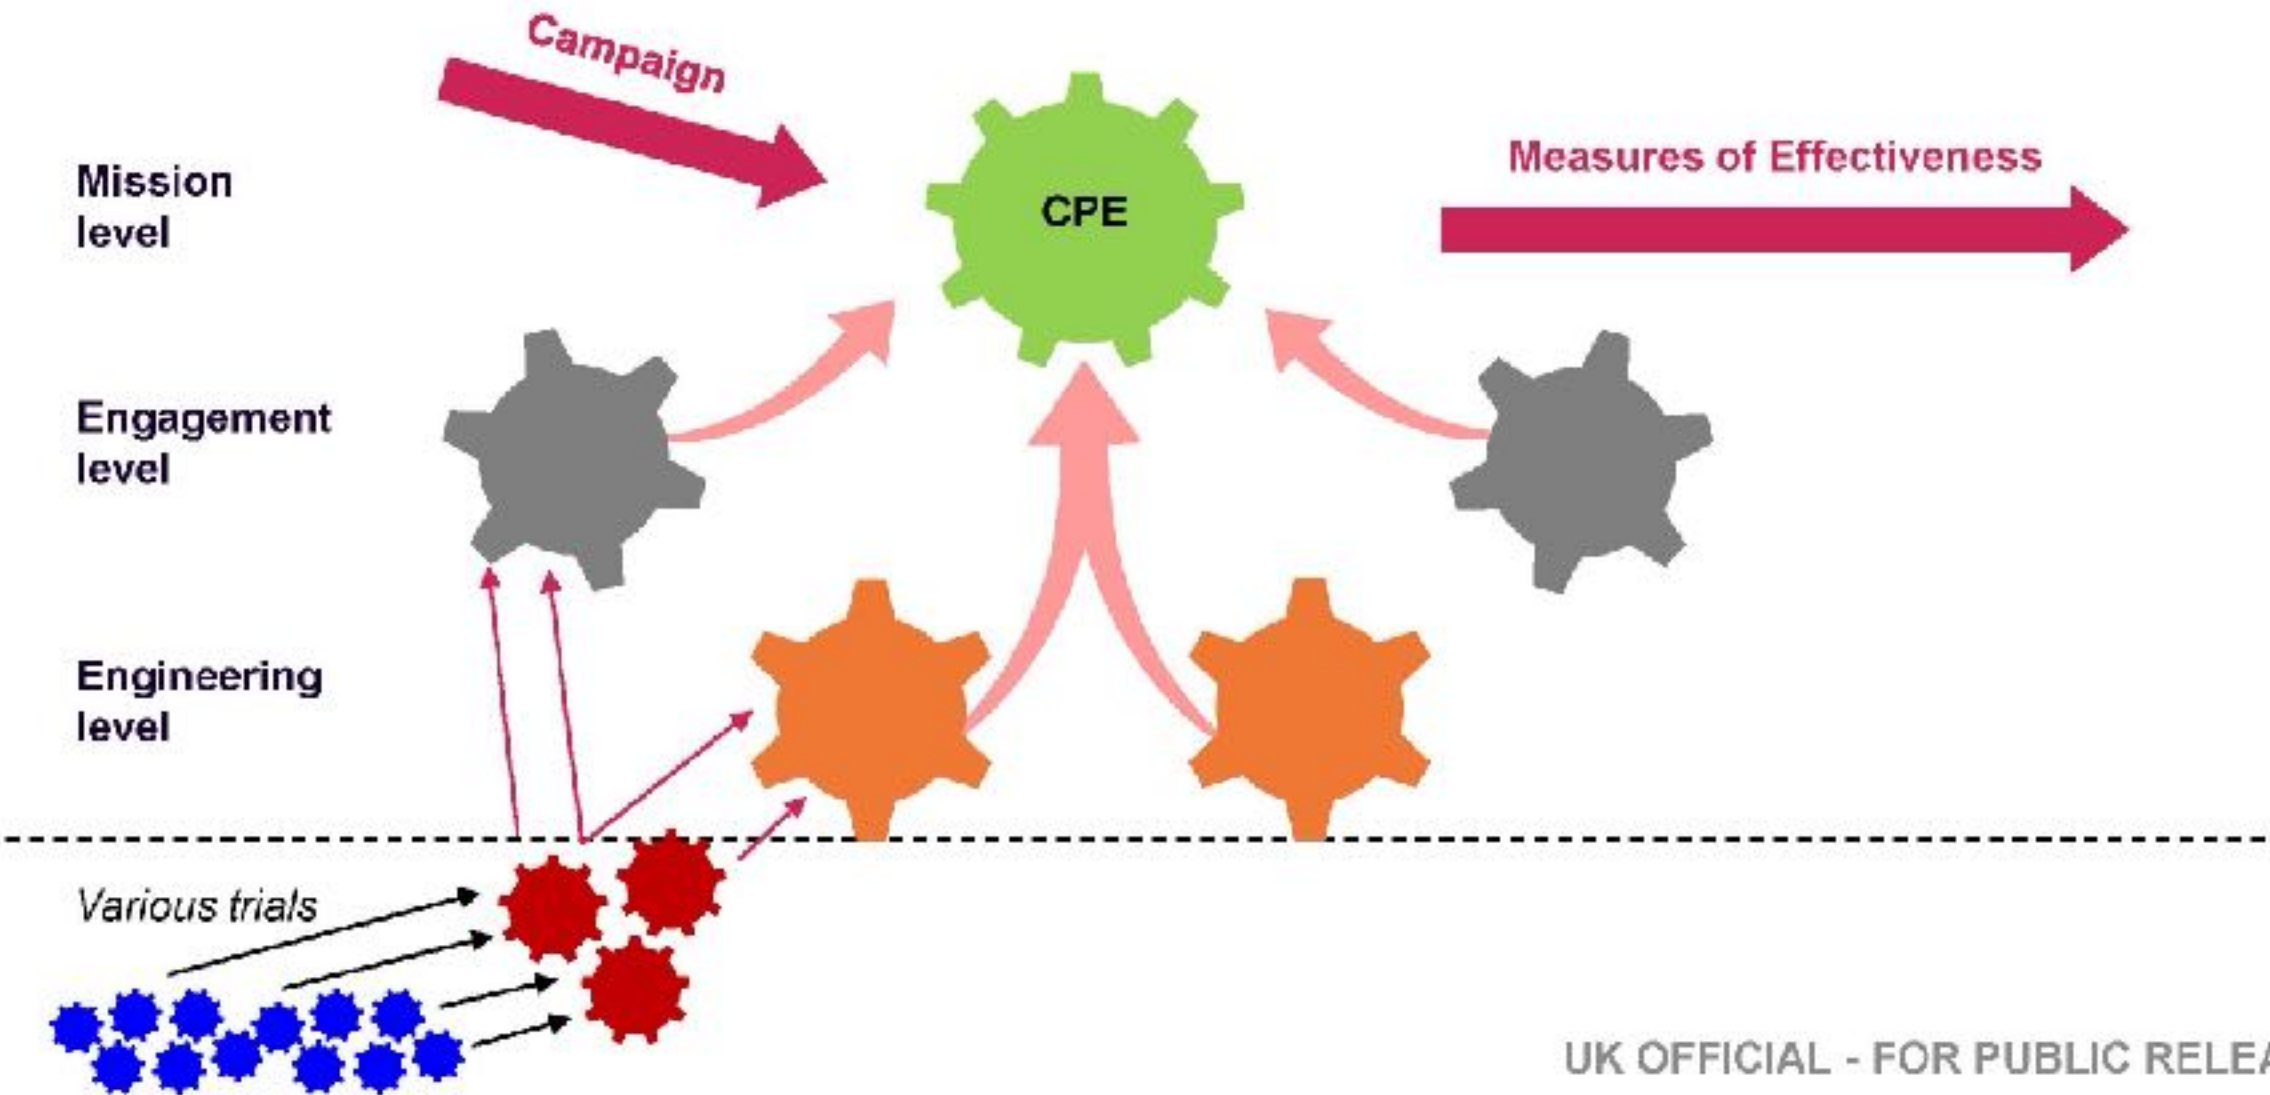 Campaign
Mission
level
CPE
Measures of Effectiveness
Engagement
level
Engineering
level
Various trials
UK OFFICIAL - FOR PUBLIC RELEA